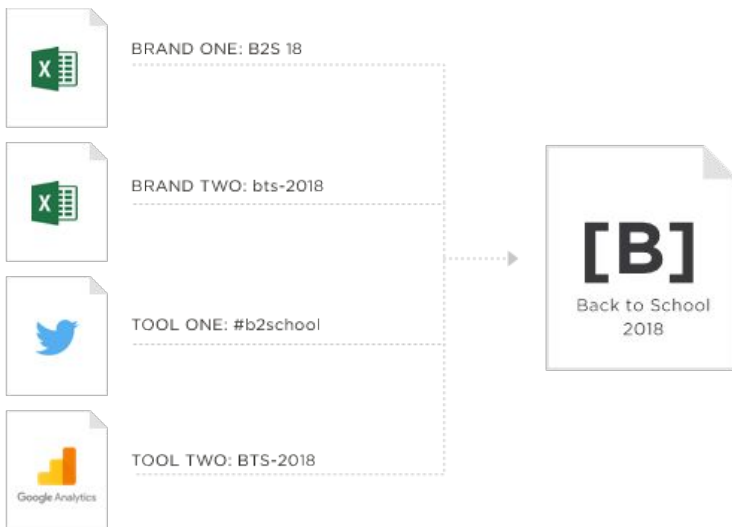 X
BRAND ONE: B2S 18
X
BRAND TWO: bts-2018
TOOL ONE: #b2school
TOOL TWO: BTS-2018
Google Analytics
[B]
Back to School
2018